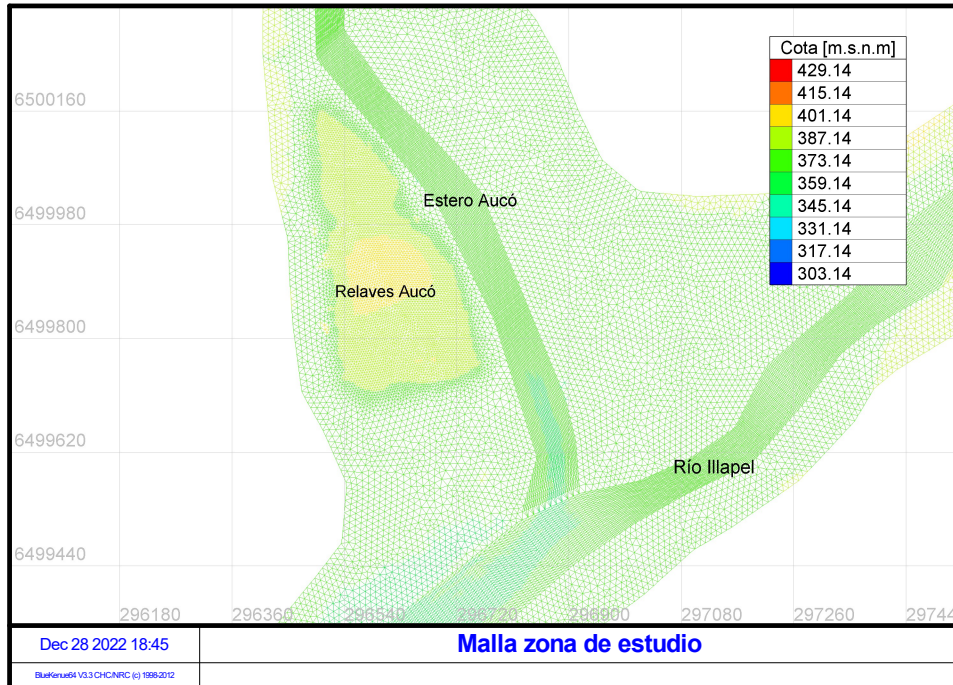 Cota [m.s.n.m]
429.14
415.14
401.14
387.14
373.14
359.14
345.14
331.14
317.14
303.14
6500160
6499980
6499800
6499620
6499440
Estero Aucó
Relaves Aucó
Río Illapel
296180 296360 296540 296720 296900 297080 297260 29744
Dec 28 2022 18:45
Malla zona de estudio
BlueKenue64 V3.3 CHC/NRC (c) 1998-2012